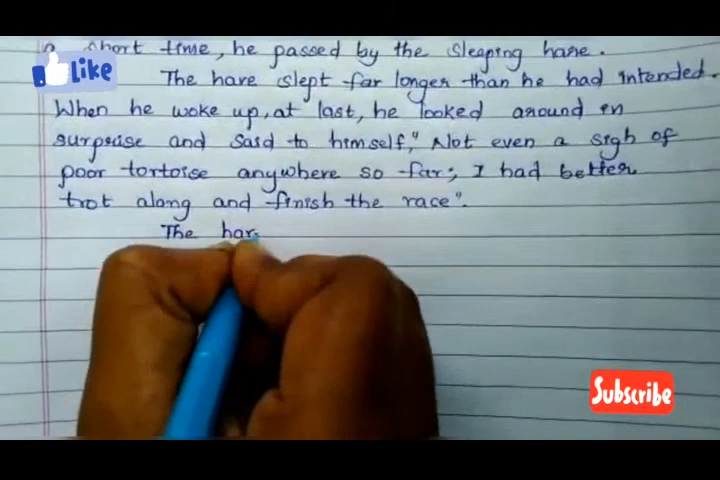 short time, he passed by the sleeping hare.
Like
The hare slept far longer than he had intended.
When he woke up, at last, he looked around in
surprise and said to himself," Not even a sigh of
poor tortoise anywhere so far; I had better
trot along and finish the race".
The har
Subscribe